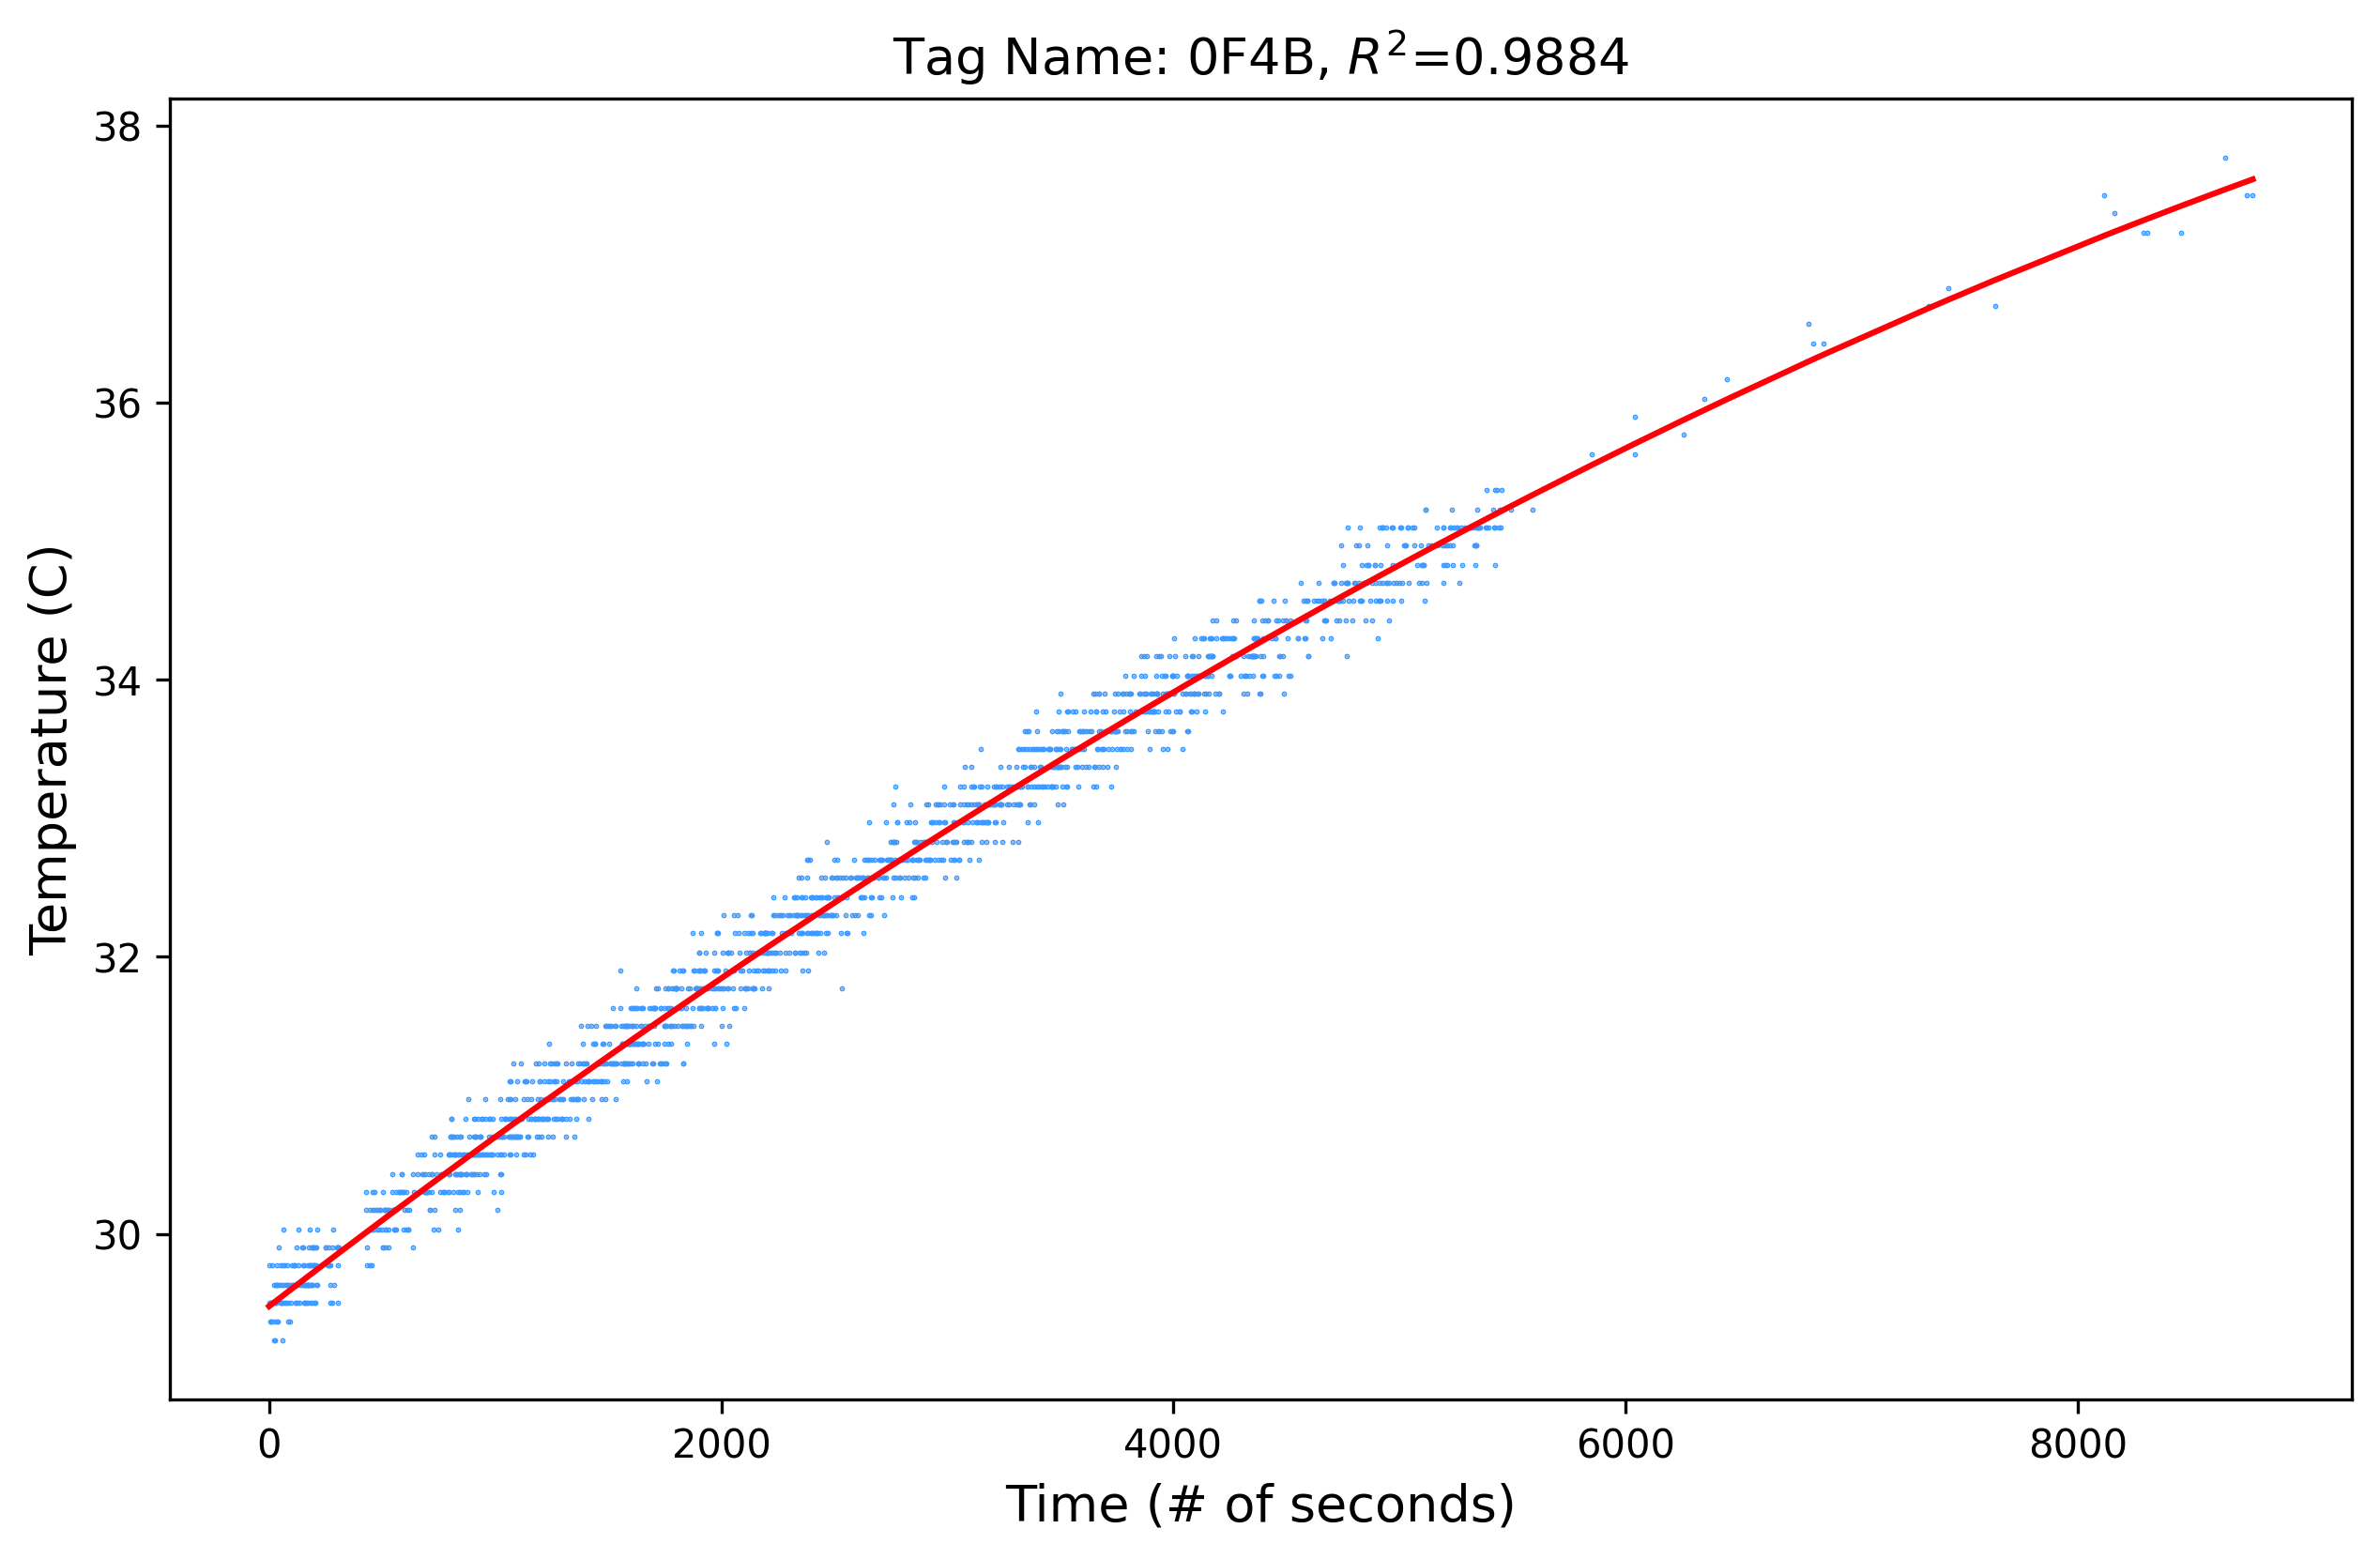 Tag Name: 0F4B, R²=0.9884
38
36
34
32
30
Temperature (C)
0 2000 4000 6000 8000
Time (# of seconds)